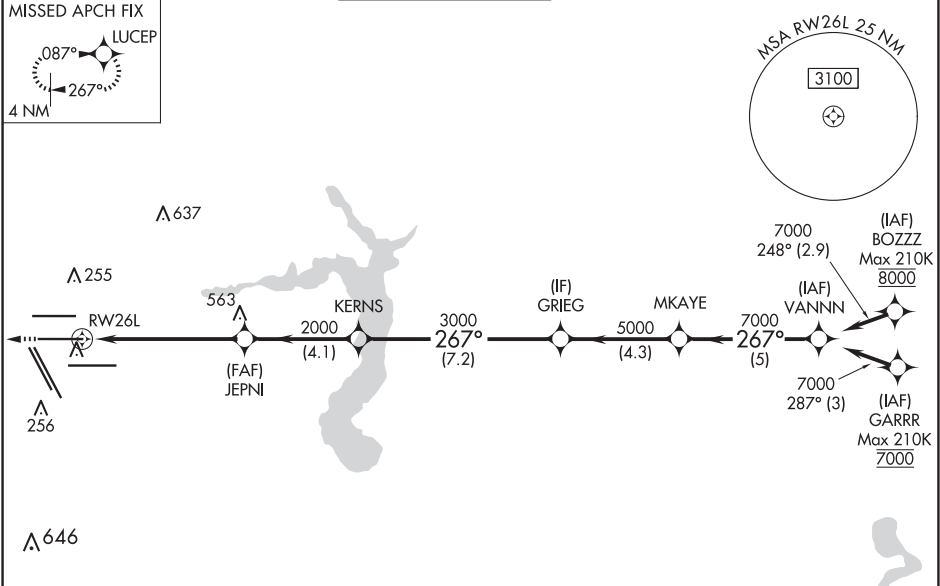 MISSED APCH FIX
LUCEP
087°
267°
4 NM
MSA RW26L 25 NM
3100
637
255
563
RW26L
256
646
(FAF)
JEPNI
2000
(4.1)
KERNS
3000
267°
(7.2)
(IF)
GRIEG
5000
(4.3)
MKAYE
7000
267°
(5)
(IAF)
VANNN
7000
248° (2.9)
(IAF)
BOZZZ
Max 210K
8000
7000
287° (3)
(IAF)
GARRR
Max 210K
7000